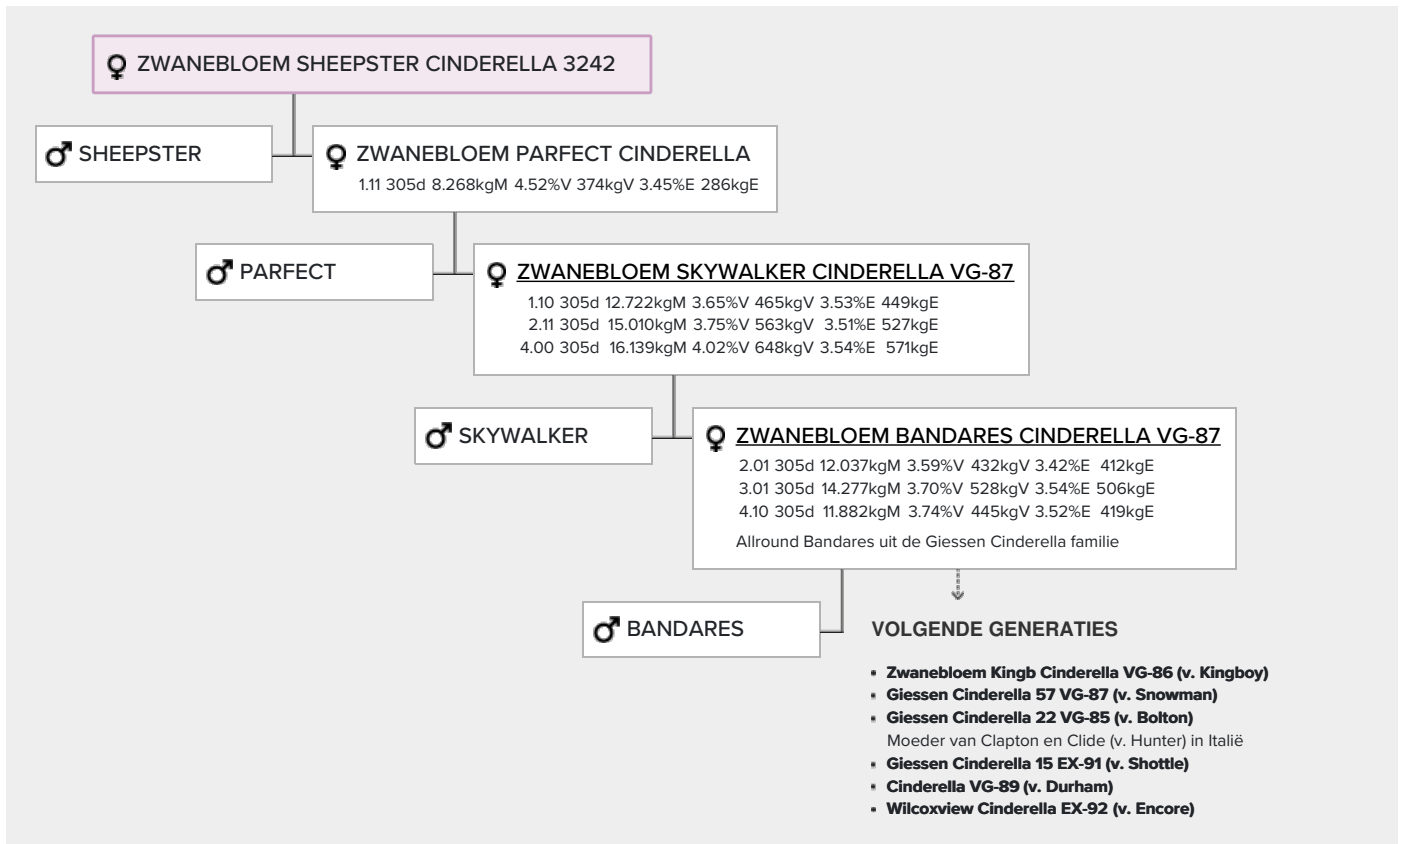 ZWANEBLOEM SHEEPSTER CINDERELLA 3242
SHEEPSTER
ZWANEBLOEM PARFECT CINDERELLA
1.11 305d 8.268kgM 4.52%V 374kgV 3.45%E 286kgE
PARFECT
ZWANEBLOEM SKYWALKER CINDERELLA VG-87
1.10 305d 12.722kgM 3.65%V 465kgV 3.53%E 449kgE
2.11 305d 15.010kgM 3.75%V 563kgV 3.51%E 527kgE
4.00 305d 16.139kgM 4.02%V 648kgV 3.54%E 571kgE
SKYWALKER
ZWANEBLOEM BANDARES CINDERELLA VG-87
2.01 305d 12.037kgM 3.59%V 432kgV 3.42%E 412kgE
3.01 305d 14.277kgM 3.70%V 528kgV 3.54%E 506kgE
4.10 305d 11.882kgM 3.74%V 445kgV 3.52%E 419kgE
Allround Bandares uit de Giessen Cinderella familie
BANDARES
VOLGENDE GENERATIES
▪ Zwanebloem Kingb Cinderella VG-86 (v. Kingboy)
▪ Giessen Cinderella 57 VG-87 (v. Snowman)
▪ Giessen Cinderella 22 VG-85 (v. Bolton)
Moeder van Clapton en Clide (v. Hunter) in Italië
▪ Giessen Cinderella 15 EX-91 (v. Shottle)
▪ Cinderella VG-89 (v. Durham)
▪ Wilcoxview Cinderella EX-92 (v. Encore)